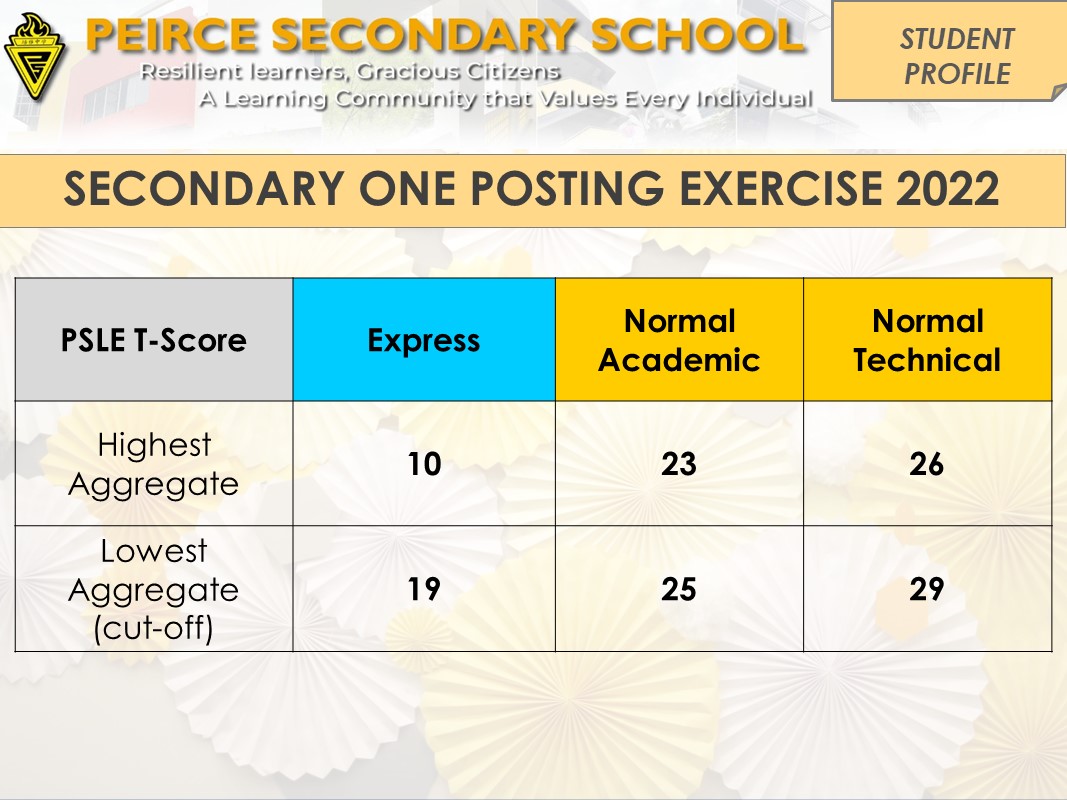 PEIRCE SECONDARY SCHOOL
Resilient learners, Gracious Citizens
A Learning Community that Values Every Individual
STUDENT
PROFILE
SECONDARY ONE POSTING EXERCISE 2022
PSLE T-Score
Express
Normal
Academic
Normal
Technical
Highest
Aggregate
10
23
26
Lowest
Aggregate
(cut-off)
19
25
29